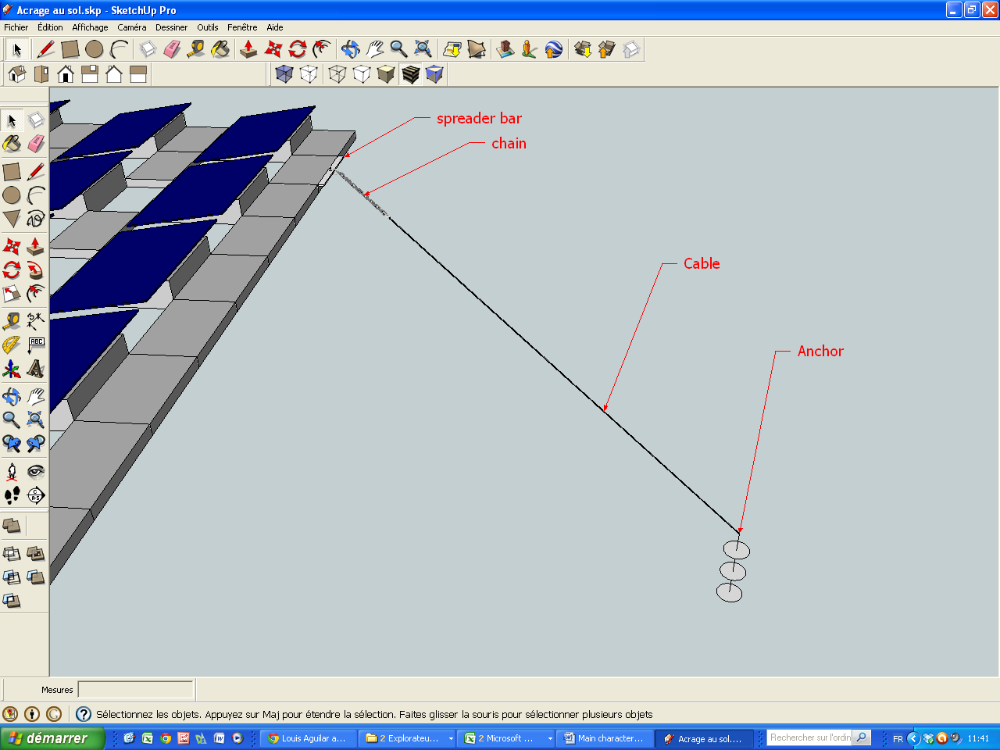 Acrage au sol.skp - SketchUp Pro
Fichier Édition Affichage Caméra Dessiner Outils Fenêtre Aide
spreader bar
chain
Cable
Anchor
ABC
Mesures
Sélectionnez les objets. Appuyez sur Maj pour étendre la sélection. Faites glisser la souris pour sélectionner plusieurs objets
démarrer Louis Aguilar a... 2 Explorateu... 2 Microsoft ... Main character... Acrage au sol.... Rechercher sur l'ordin FR 11:41